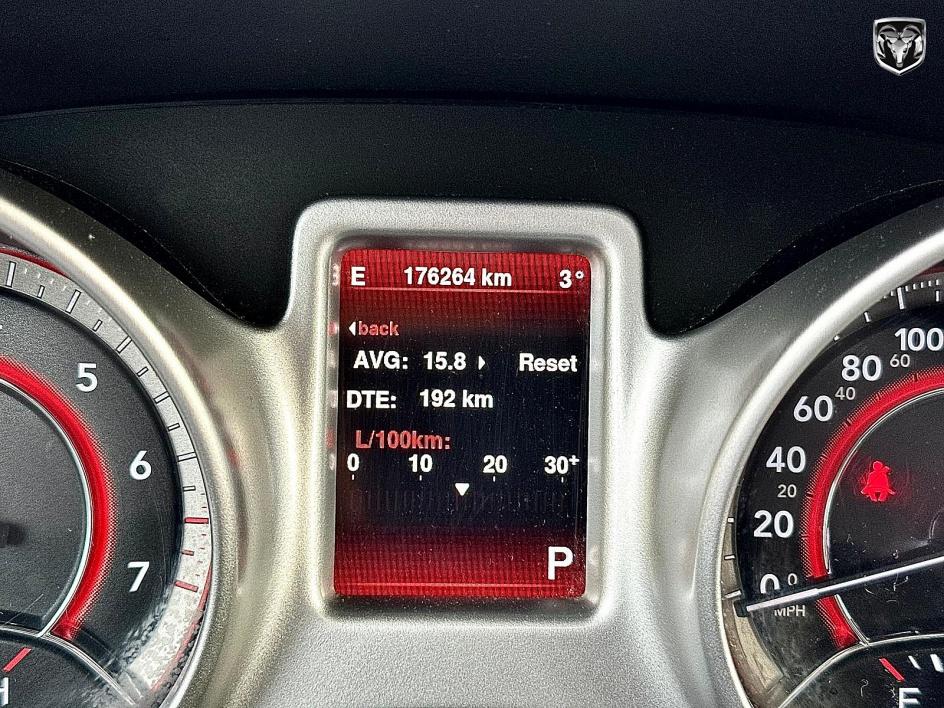 E 176264 km 3°
◂back
AVG: 15.8 ▸ Reset
DTE: 192 km
L/100km:
0 10 20 30+
P
5
6
7
H
100
80 60
60 40
40
20
20
0 0
MPH
F